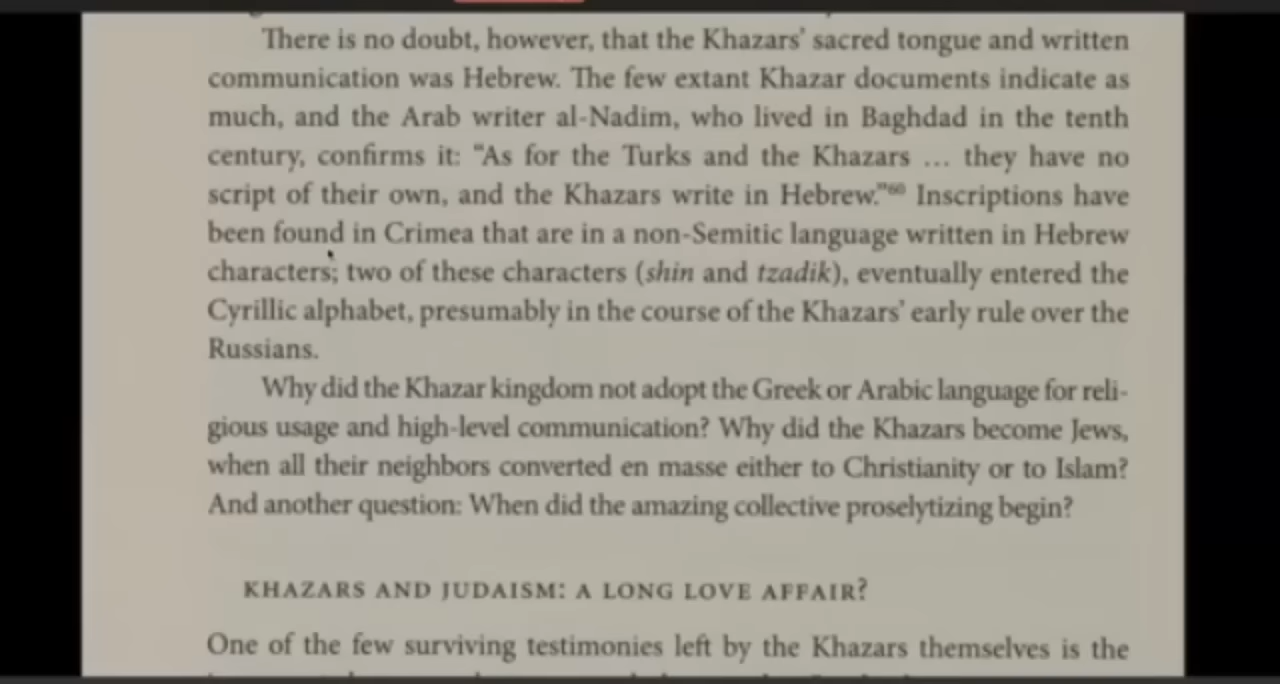 There is no doubt, however, that the Khazars' sacred tongue and written
communication was Hebrew. The few extant Khazar documents indicate as
much, and the Arab writer al-Nadim, who lived in Baghdad in the tenth
century, confirms it: "As for the Turks and the Khazars ... they have no
script of their own, and the Khazars write in Hebrew."60 Inscriptions have
been found in Crimea that are in a non-Semitic language written in Hebrew
characters; two of these characters (shin and tzadik), eventually entered the
Cyrillic alphabet, presumably in the course of the Khazars' early rule over the
Russians.
Why did the Khazar kingdom not adopt the Greek or Arabic language for reli-
gious usage and high-level communication? Why did the Khazars become Jews,
when all their neighbors converted en masse either to Christianity or to Islam?
And another question: When did the amazing collective proselytizing begin?
KHAZARS AND JUDAISM: A LONG LOVE AFFAIR?
One of the few surviving testimonies left by the Khazars themselves is the